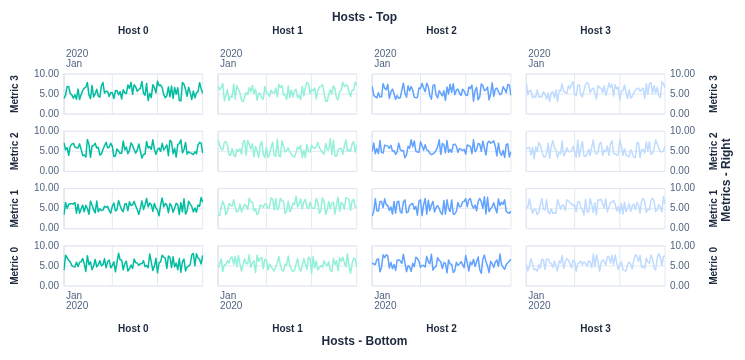 Hosts - Top
Host 0 Host 1 Host 2 Host 3
2020 2020 2020 2020
Jan Jan Jan Jan
Metric 3 10.00 5.00 0.00 10.00 5.00 0.00 Metric 3
Metric 2 10.00 5.00 0.00 10.00 5.00 0.00 Metric 2
Metric 1 10.00 5.00 0.00 10.00 5.00 0.00 Metric 1
Metric 0 10.00 5.00 0.00 10.00 5.00 0.00 Metric 0
Metrics - Right
Jan Jan Jan Jan
2020 2020 2020 2020
Host 0 Host 1 Host 2 Host 3
Hosts - Bottom